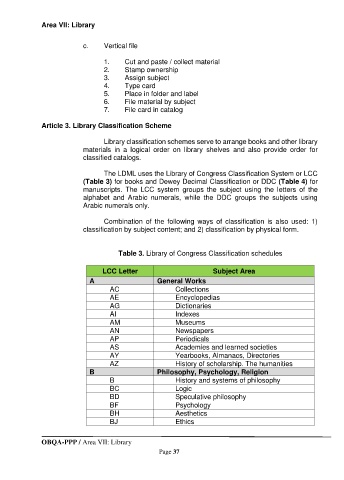 Area VII: Library
c. Vertical file
1. Cut and paste / collect material
2. Stamp ownership
3. Assign subject
4. Type card
5. Place in folder and label
6. File material by subject
7. File card in catalog
Article 3. Library Classification Scheme
Library classification schemes serve to arrange books and other library
materials in a logical order on library shelves and also provide order for
classified catalogs.
The LDML uses the Library of Congress Classification System or LCC
(Table 3) for books and Dewey Decimal Classification or DDC (Table 4) for
manuscripts. The LCC system groups the subject using the letters of the
alphabet and Arabic numerals, while the DDC groups the subjects using
Arabic numerals only.
Combination of the following ways of classification is also used: 1)
classification by subject content; and 2) classification by physical form.
Table 3. Library of Congress Classification schedules
LCC Letter Subject Area
A General Works
AC Collections
AE Encyclopedias
AG Dictionaries
AI Indexes
AM Museums
AN Newspapers
AP Periodicals
AS Academies and learned societies
AY Yearbooks, Almanacs, Directories
AZ History of scholarship. The humanities
B Philosophy, Psychology, Religion
B History and systems of philosophy
BC Logic
BD Speculative philosophy
BF Psychology
BH Aesthetics
BJ Ethics
OBQA-PPP / Area VII: Library
Page 37